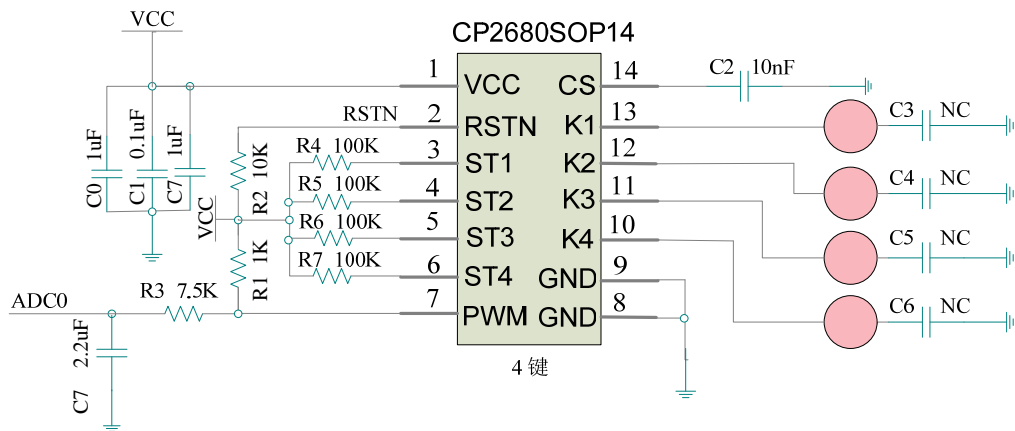 VCC
CP2680SOP14
1
VCC
CS
14
C2
10nF
2
RSTN
RSTN
K1
13
C3
NC
1uF
C0
0.1uF
C1
1uF
C7
10K
R2
R4
100K
3
ST1
K2
12
C4
NC
R5
100K
4
ST2
K3
11
VCC
R6
100K
5
ST3
K4
10
C5
NC
1K
R1
R7
100K
6
ST4
GND
9
ADC0
R3
7.5K
7
PWM
GND
8
C6
NC
2.2uF
C7
4键